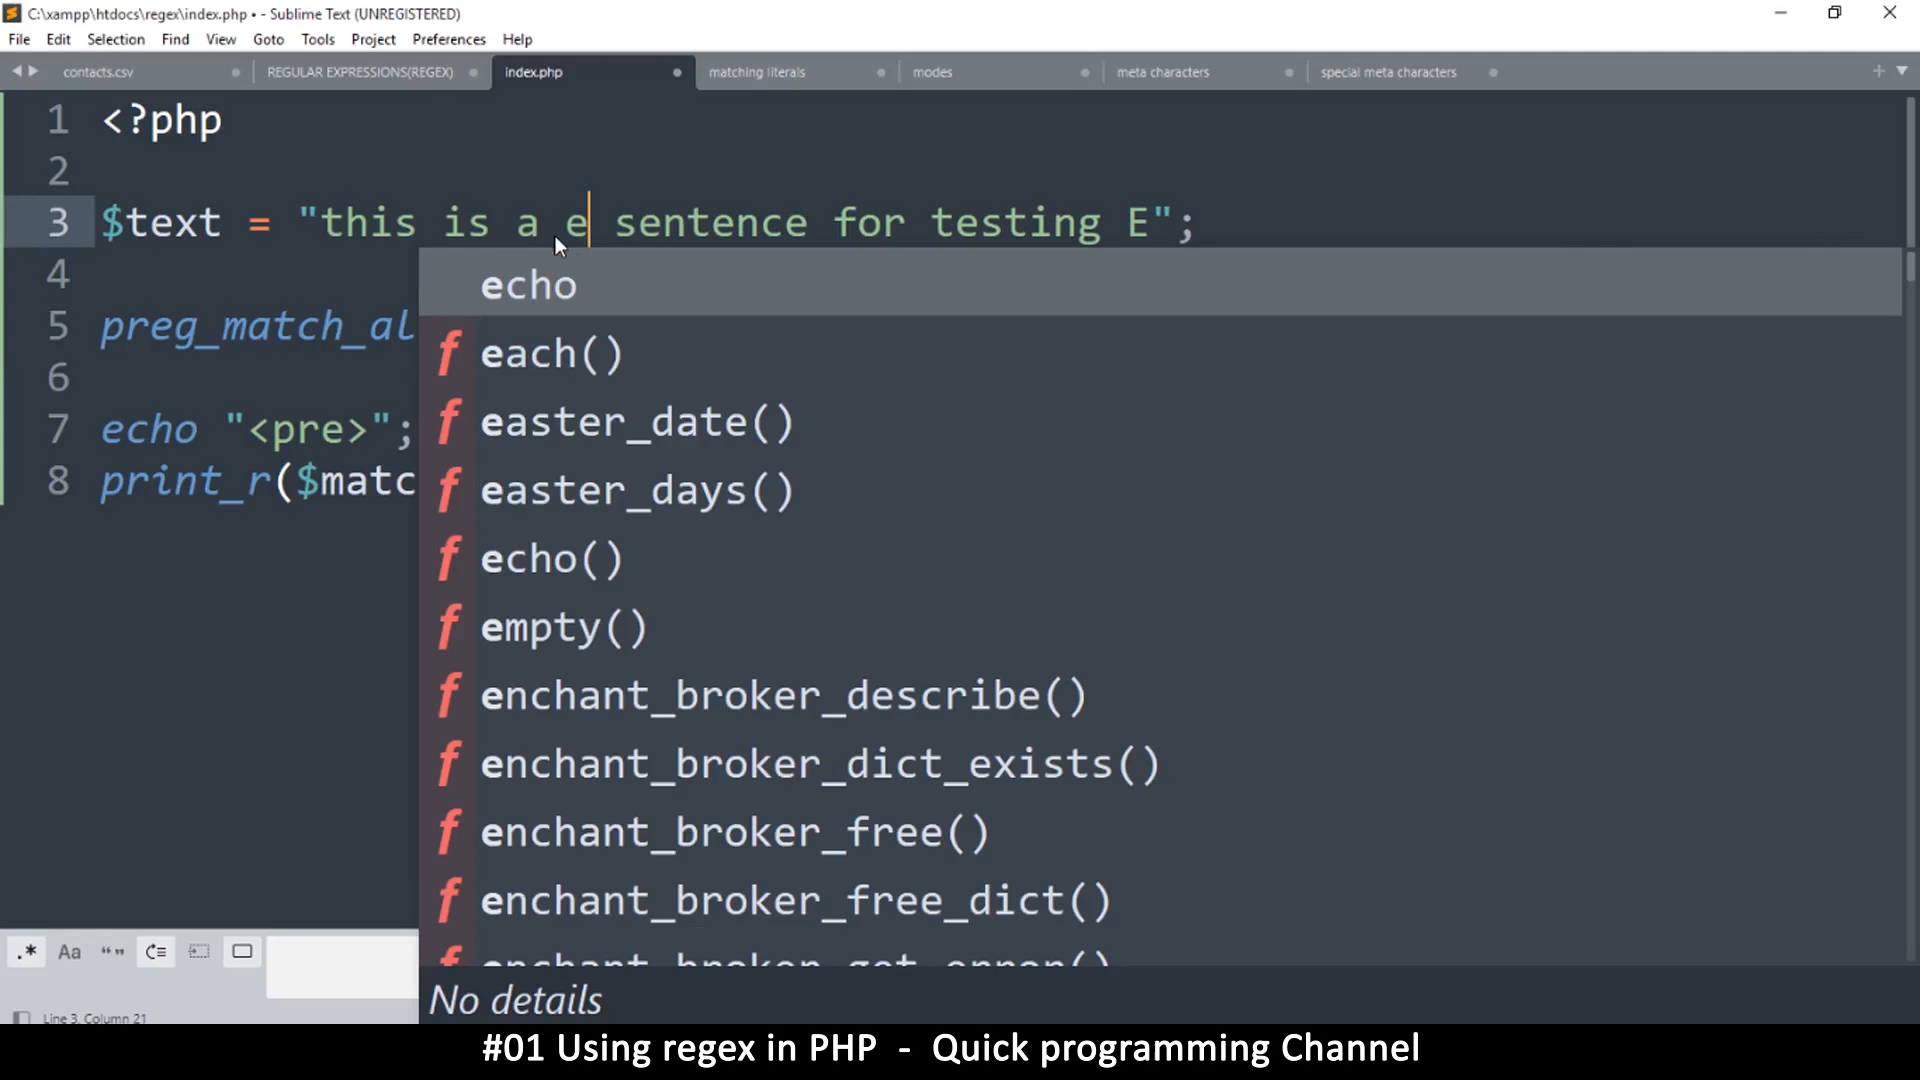 C:\xampp\htdocs\regex\index.php • - Sublime Text (UNREGISTERED)
File Edit Selection Find View Goto Tools Project Preferences Help
contacts.csv REGULAR EXPRESSIONS(REGEX) index.php matching literals modes meta characters special meta characters
1 <?php
2
3 $text = "this is a e sentence for testing E";
4
5 preg_match_al
6
7 echo "<pre>";
8 print_r($matc
echo
f each()
f easter_date()
f easter_days()
f echo()
f empty()
f enchant_broker_describe()
f enchant_broker_dict_exists()
f enchant_broker_free()
f enchant_broker_free_dict()
f enchant_broker_get_error()
.* Aa “”
No details
Line 3, Column 21
#01 Using regex in PHP - Quick programming Channel